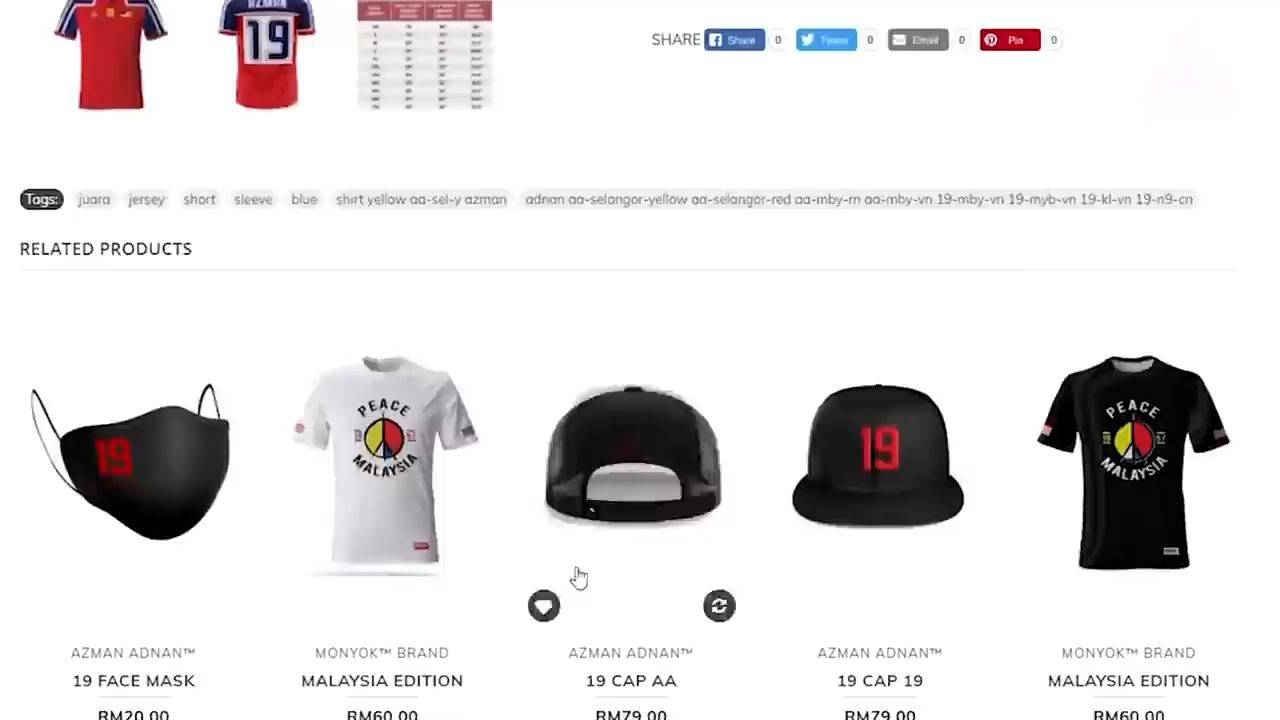 AZMAN
19
SHARE Share 0 Tweet 0 Email 0 Pin 0
Tags: juara jersey short sleeve blue shirt yellow aa-sel-y azman adnan aa-selangor-yellow aa-selangor-red aa-mby-rn aa-mby-vn 19-mby-vn 19-myb-vn 19-kl-vn 19-n9-cn
RELATED PRODUCTS
19
PEACE
MALAYSIA
19
PEACE
MALAYSIA
AZMAN ADNAN™ MONYOK™ BRAND AZMAN ADNAN™ AZMAN ADNAN™ MONYOK™ BRAND
19 FACE MASK MALAYSIA EDITION 19 CAP AA 19 CAP 19 MALAYSIA EDITION
RM20.00 RM60.00 RM79.00 RM79.00 RM60.00